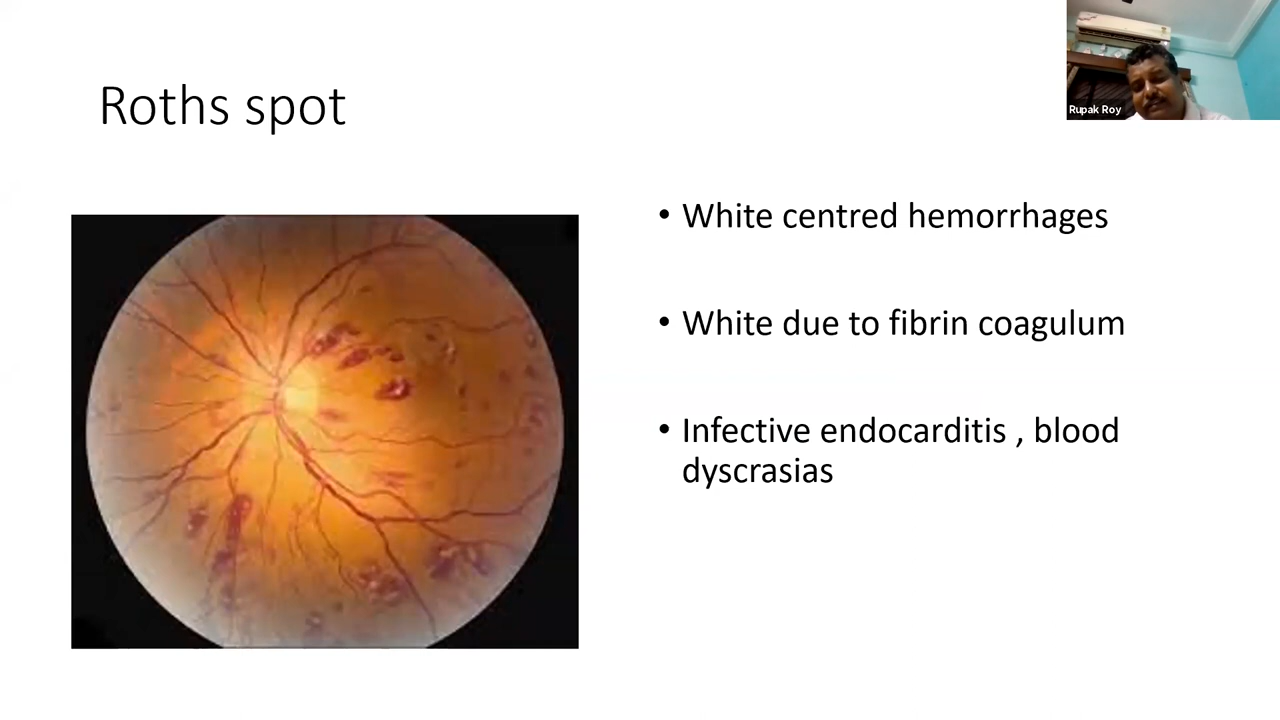 Roths spot
Rupak Roy
• White centred hemorrhages
• White due to fibrin coagulum
• Infective endocarditis , blood
dyscrasias